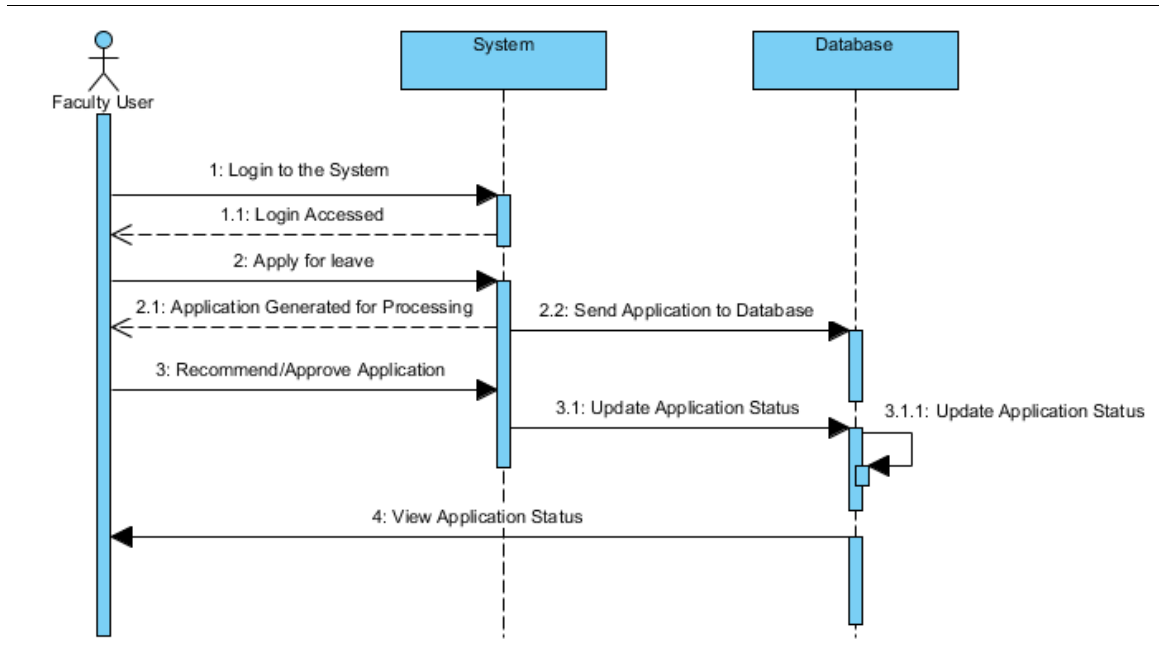 System
Database
Faculty User
1: Login to the System
1.1: Login Accessed
2: Apply for leave
2.1: Application Generated for Processing
2.2: Send Application to Database
3: Recommend/Approve Application
3.1: Update Application Status
3.1.1: Update Application Status
4: View Application Status